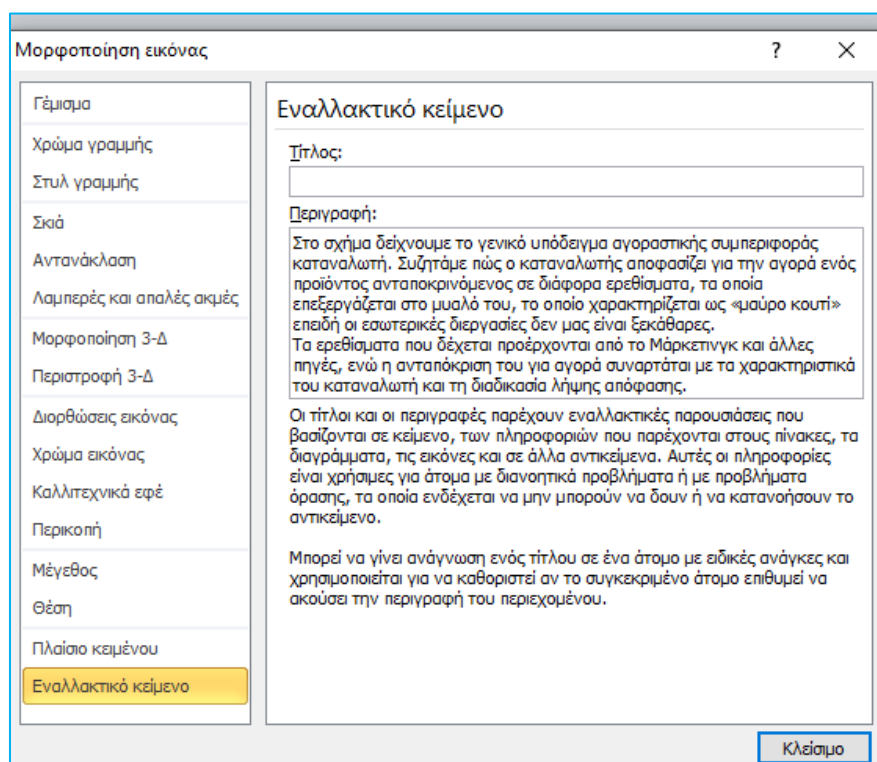 Μορφοποίηση εικόνας
?
Γέμισμα
Χρώμα γραμμής
Στυλ γραμμής
Σκιά
Αντανάκλαση
Λαμπερές και απαλές ακμές
Μορφοποίηση 3-Δ
Περιστροφή 3-Δ
Διορθώσεις εικόνας
Χρώμα εικόνας
Καλλιτεχνικά εφέ
Περικοπή
Μέγεθος
Θέση
Πλαίσιο κειμένου
Εναλλακτικό κείμενο
Εναλλακτικό κείμενο
Τίτλος:
Περιγραφή:
Στο σχήμα δείχνουμε το γενικό υπόδειγμα αγοραστικής συμπεριφοράς
καταναλωτή. Συζητάμε πώς ο καταναλωτής αποφασίζει για την αγορά ενός
προϊόντος ανταποκρινόμενος σε διάφορα ερεθίσματα, τα οποία
επεξεργάζεται στο μυαλό του, το οποίο χαρακτηρίζεται ως «μαύρο κουτί»
επειδή οι εσωτερικές διεργασίες δεν μας είναι ξεκάθαρες.
Τα ερεθίσματα που δέχεται προέρχονται από το Μάρκετινγκ και άλλες
πηγές, ενώ η ανταπόκριση του για αγορά συναρτάται με τα χαρακτηριστικά
του καταναλωτή και τη διαδικασία λήψης απόφασης.
Οι τίτλοι και οι περιγραφές παρέχουν εναλλακτικές παρουσιάσεις που
βασίζονται σε κείμενο, των πληροφοριών που παρέχονται στους πίνακες, τα
διαγράμματα, τις εικόνες και σε άλλα αντικείμενα. Αυτές οι πληροφορίες
είναι χρήσιμες για άτομα με διανοητικά προβλήματα ή με προβλήματα
όρασης, τα οποία ενδέχεται να μην μπορούν να δουν ή να κατανοήσουν το
αντικείμενο.
Μπορεί να γίνει ανάγνωση ενός τίτλου σε ένα άτομο με ειδικές ανάγκες και
χρησιμοποιείται για να καθοριστεί αν το συγκεκριμένο άτομο επιθυμεί να
ακούσει την περιγραφή του περιεχομένου.
Κλείσιμο